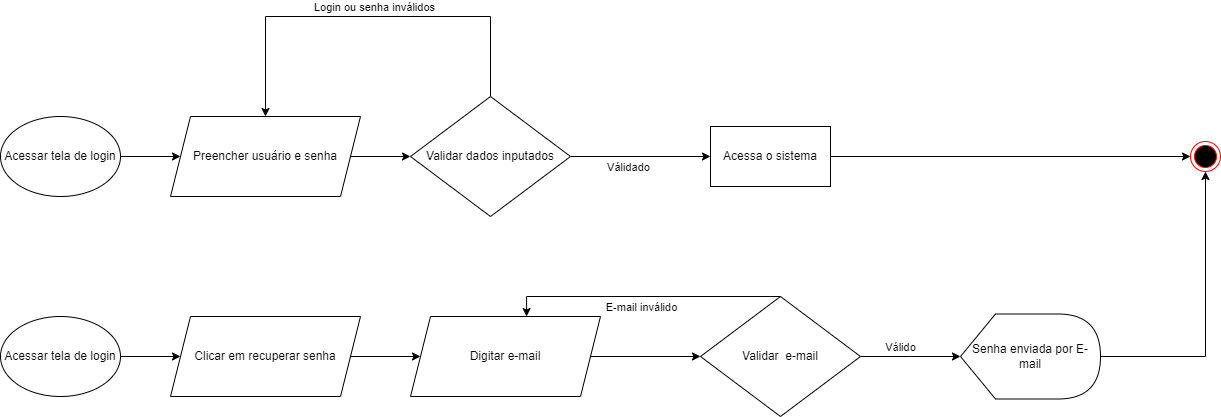 Login ou senha inválidos
Acessar tela de login
Preencher usuário e senha
Validar dados inputados
Válidado
Acessa o sistema
Acessar tela de login
Clicar em recuperar senha
Digitar e-mail
E-mail inválido
Validar e-mail
Válido
Senha enviada por E-
mail